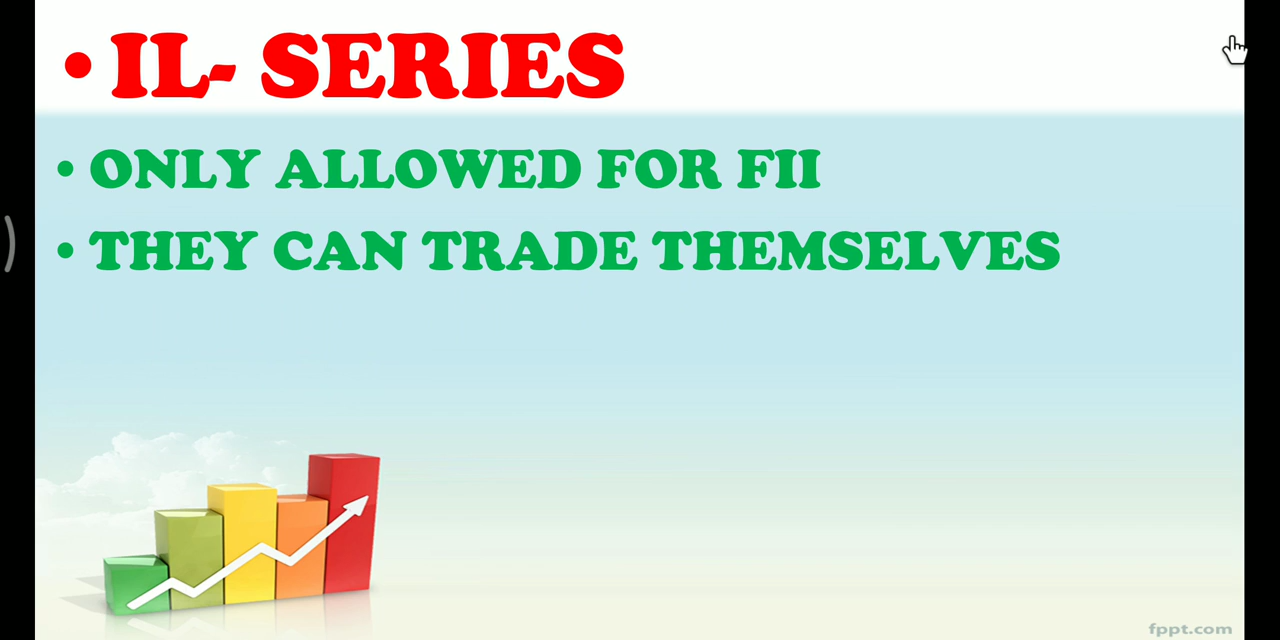 • IL- SERIES
• ONLY ALLOWED FOR FII
• THEY CAN TRADE THEMSELVES
fppt.com